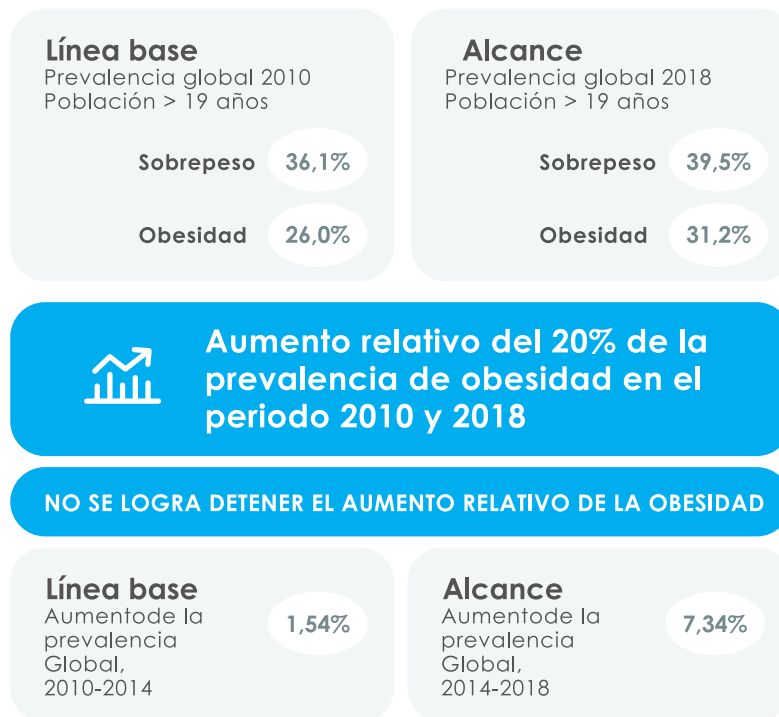 Línea base
Prevalencia global 2010
Población > 19 años
Sobrepeso 36,1%
Obesidad 26,0%
Alcance
Prevalencia global 2018
Población > 19 años
Sobrepeso 39,5%
Obesidad 31,2%
Aumento relativo del 20% de la
prevalencia de obesidad en el
periodo 2010 y 2018
NO SE LOGRA DETENER EL AUMENTO RELATIVO DE LA OBESIDAD
Línea base
Aumentode la
prevalencia
Global,
2010-2014
1,54%
Alcance
Aumentode la
prevalencia
Global,
2014-2018
7,34%